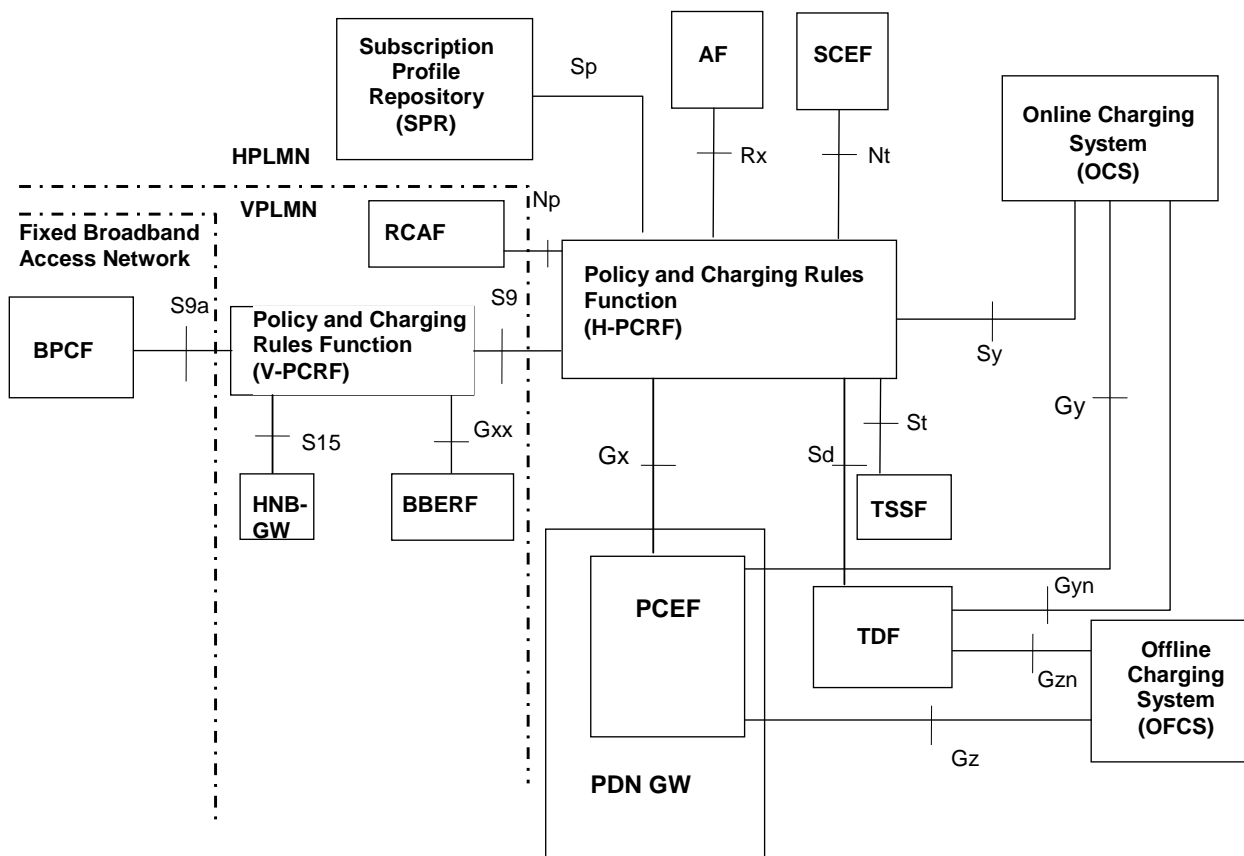 Subscription
Profile
Repository
(SPR)
Sp
AF
SCEF
Rx
Nt
Online Charging
System
(OCS)
HPLMN
VPLMN
Np
Fixed Broadband
Access Network
RCAF
S9a
S9
BPCF
Policy and Charging
Rules Function
(V-PCRF)
Policy and Charging Rules
Function
(H-PCRF)
Sy
Gy
S15
Gxx
Gx
Sd
St
HNB-
GW
BBERF
TSSF
PCEF
TDF
Gyn
Gzn
Offline
Charging
System
(OFCS)
Gz
PDN GW